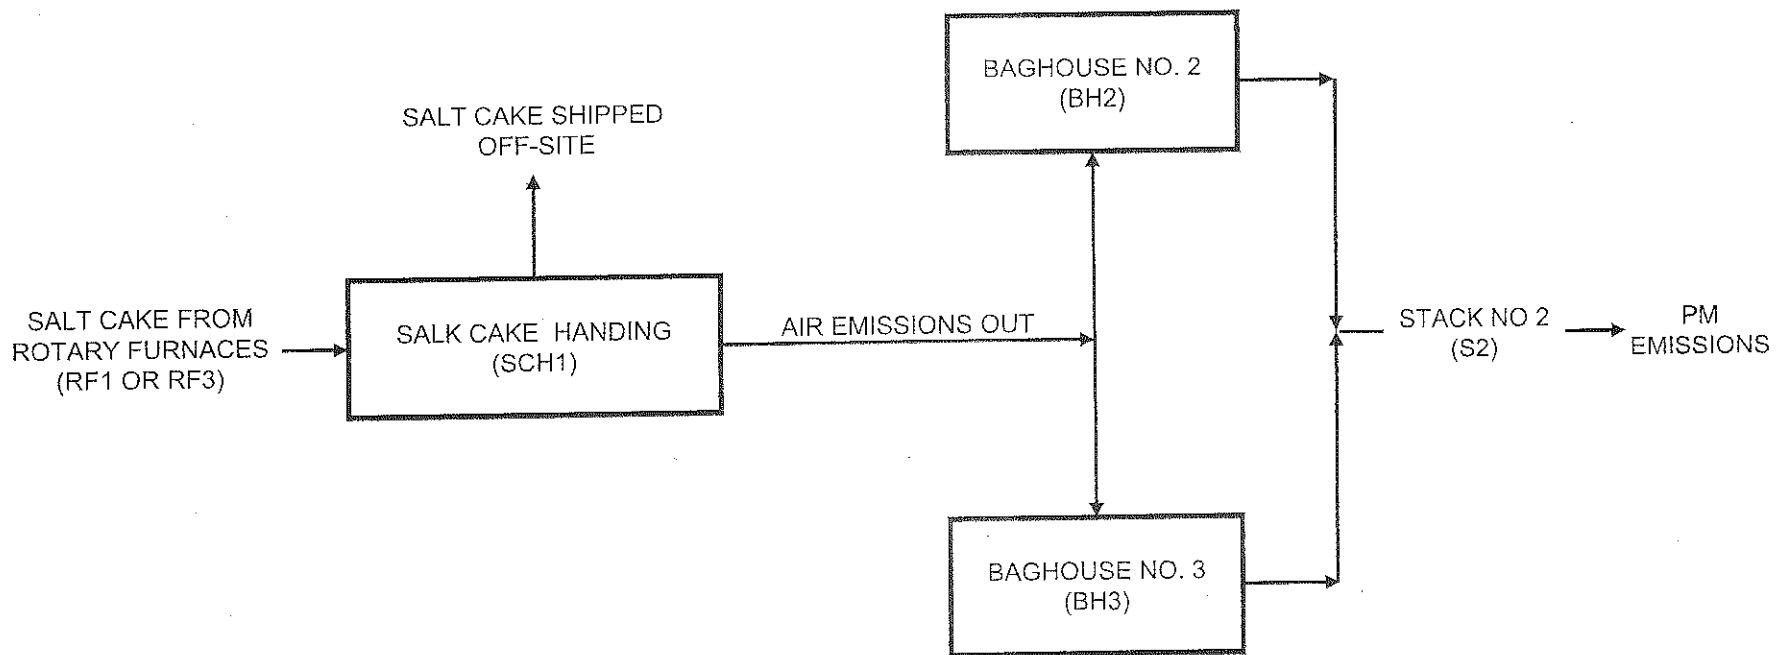 BAGHOUSE NO. 2
(BH2)
SALT CAKE SHIPPED
OFF-SITE
SALT CAKE FROM
ROTARY FURNACES
(RF1 OR RF3)
SALK CAKE HANDING
(SCH1)
AIR EMISSIONS OUT
STACK NO 2
(S2)
PM
EMISSIONS
BAGHOUSE NO. 3
(BH3)